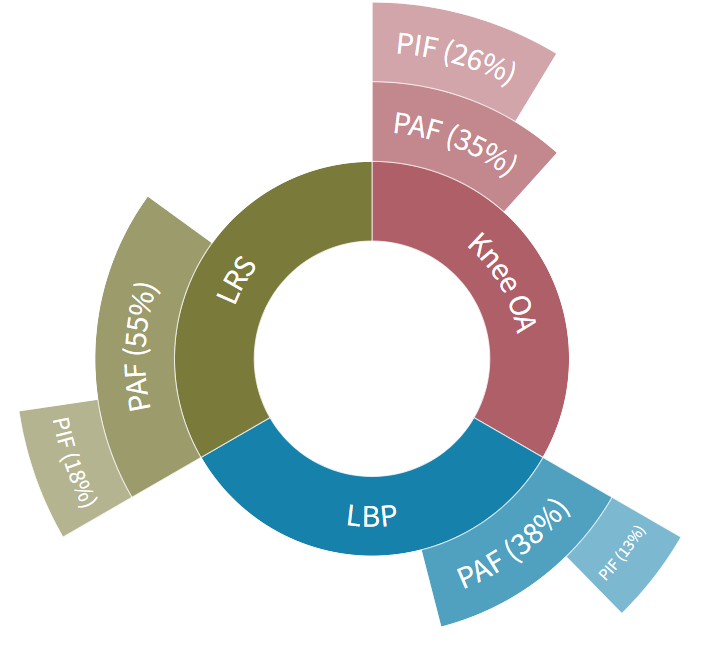 PIF (26%)
PAF (35%)
Knee OA
LRS
PAF (55%)
PIF (18%)
LBP
PAF (38%)
PIF (13%)